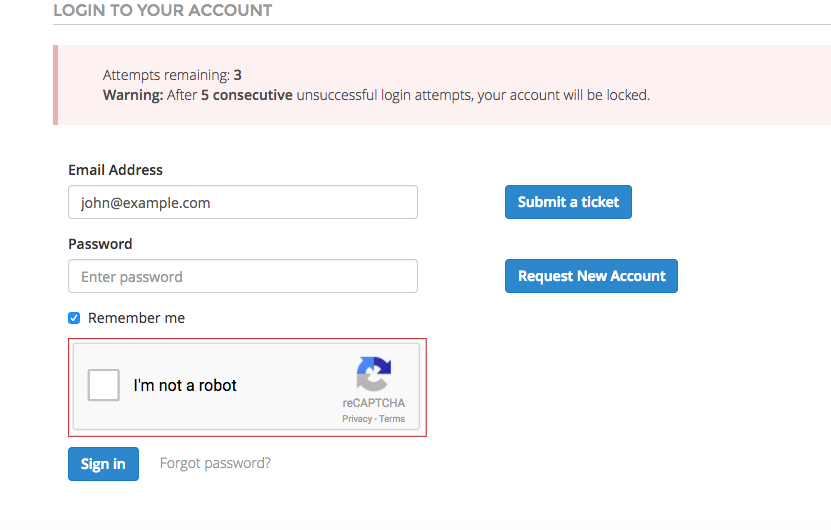 LOGIN TO YOUR ACCOUNT
Attempts remaining: 3
Warning: After 5 consecutive unsuccessful login attempts, your account will be locked.
Email Address
john@example.com
Submit a ticket
Password
Enter password
Request New Account
Remember me
I'm not a robot
reCAPTCHA
Privacy - Terms
Sign in
Forgot password?